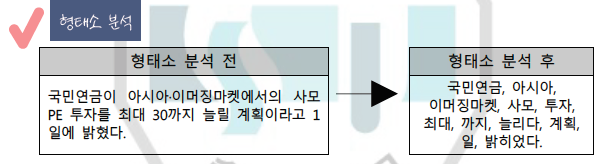 형태소 분석
형태소 분석 전
국민연금이 아시아·이머징마켓에서의 사모
PE 투자를 최대 30까지 늘릴 계획이라고 1
일에 밝혔다.
형태소 분석 후
국민연금, 아시아,
이머징마켓, 사모, 투자,
최대, 까지, 늘리다, 계획,
일, 밝히었다.